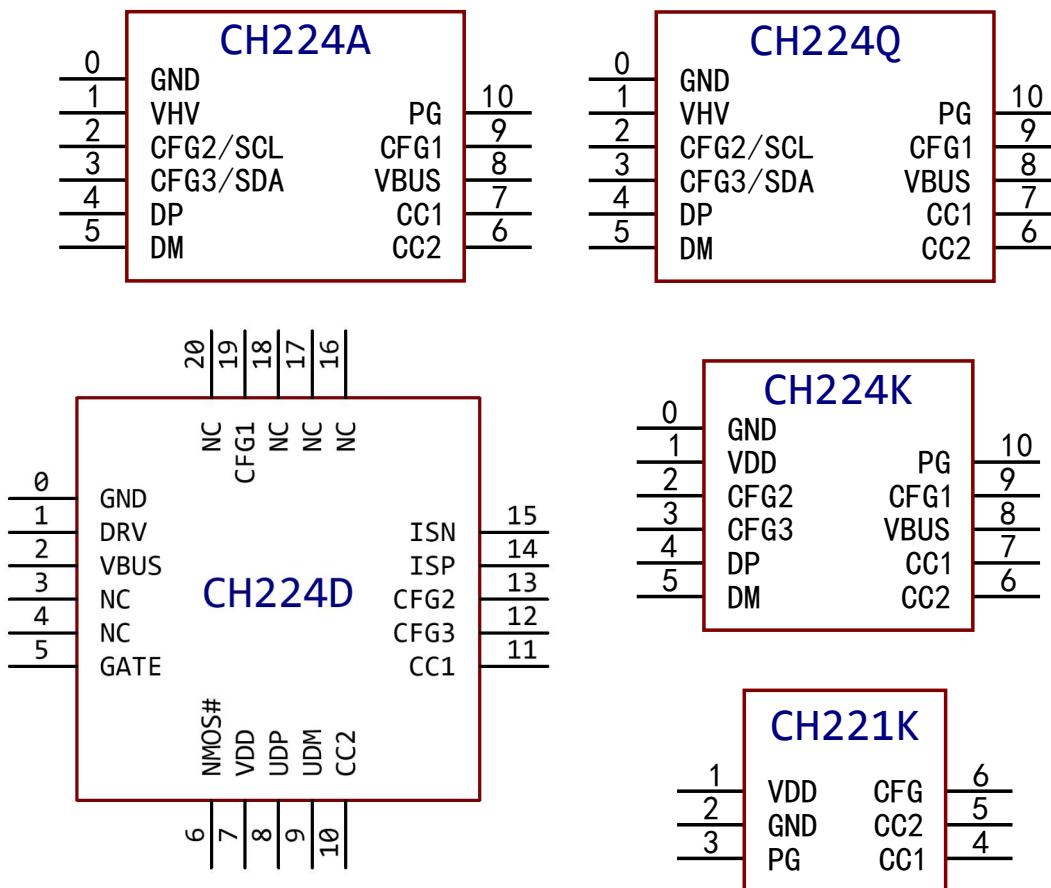 CH224A
0 GND
1 VHV PG 10
2 CFG2/SCL CFG1 9
3 CFG3/SDA VBUS 8
4 DP CC1 7
5 DM CC2 6
CH224Q
0 GND
1 VHV PG 10
2 CFG2/SCL CFG1 9
3 CFG3/SDA VBUS 8
4 DP CC1 7
5 DM CC2 6
20 19 18 17 16
NC CFG1 NC NC NC
0 GND
1 DRV ISN 15
2 VBUS ISP 14
3 NC CH224D CFG2 13
4 NC CFG3 12
5 GATE CC1 11
NMOS# VDD UDP UDM CC2
6 7 8 9 10
CH224K
0 GND
1 VDD PG 10
2 CFG2 CFG1 9
3 CFG3 VBUS 8
4 DP CC1 7
5 DM CC2 6
CH221K
1 VDD CFG 6
2 GND CC2 5
3 PG CC1 4